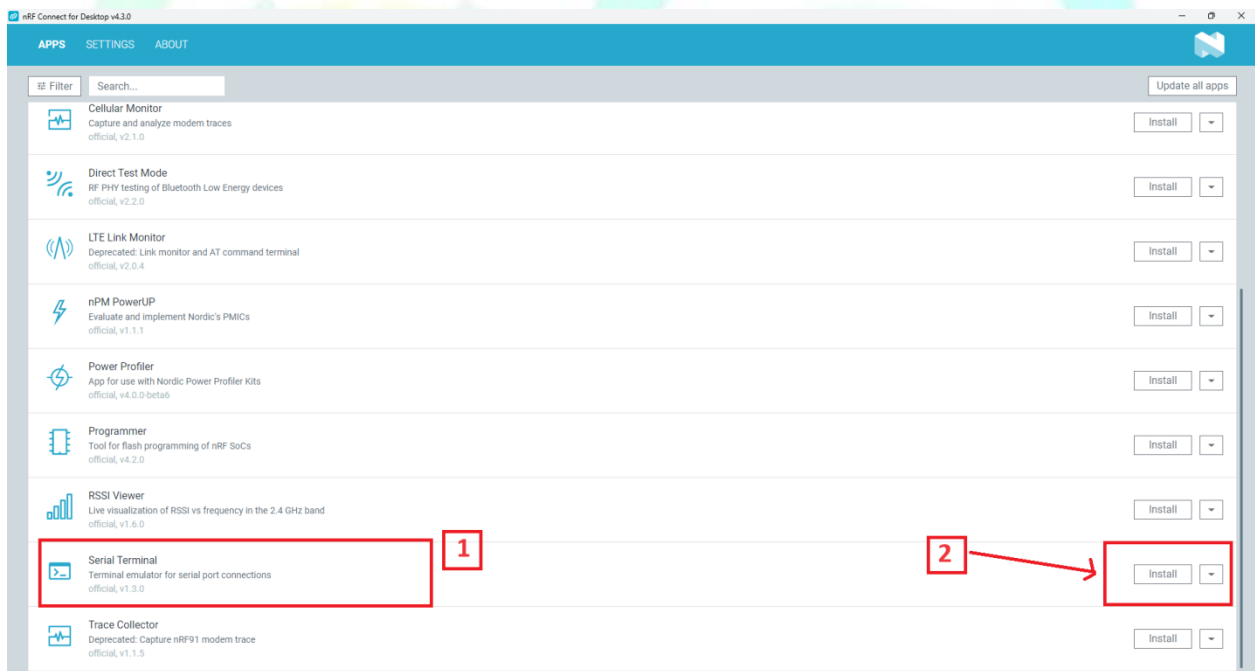 nRF Connect for Desktop v4.3.0
APPS SETTINGS ABOUT
Filter Search... Update all apps
Cellular Monitor
Capture and analyze modem traces
official, v2.1.0
Install
Direct Test Mode
RF PHY testing of Bluetooth Low Energy devices
official, v2.2.0
Install
LTE Link Monitor
Deprecated: Link monitor and AT command terminal
official, v2.0.4
Install
nPM PowerUP
Evaluate and implement Nordic's PMICs
official, v1.1.1
Install
Power Profiler
App for use with Nordic Power Profiler Kits
official, v4.0.0-beta6
Install
Programmer
Tool for flash programming of nRF SoCs
official, v4.2.0
Install
RSSI Viewer
Live visualization of RSSI vs frequency in the 2.4 GHz band
official, v1.6.0
Install
1
2
Serial Terminal
Terminal emulator for serial port connections
official, v1.3.0
Install
Trace Collector
Deprecated: Capture nRF91 modem trace
official, v1.1.5
Install